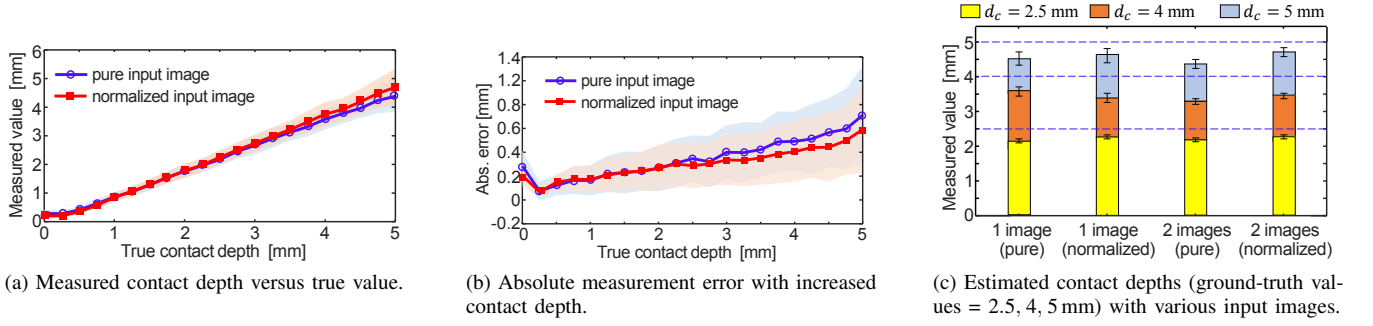 Measured value [mm]
6
5
4
3
2
1
0
pure input image
normalized input image
0 1 2 3 4 5
True contact depth [mm]
(a) Measured contact depth versus true value.
Abs. error [mm]
1.4
1.2
1.0
0.8
0.6
0.4
0.2
0
-0.2
pure input image
normalized input image
0 1 2 3 4 5
True contact depth [mm]
(b) Absolute measurement error with increased
contact depth.
d_c = 2.5 mm d_c = 4 mm d_c = 5 mm
Measured value [mm]
5
4
3
2
1
0
1 image (pure)
1 image (normalized)
2 images (pure)
2 images (normalized)
(c) Estimated contact depths (ground-truth val-
ues = 2.5, 4, 5 mm) with various input images.